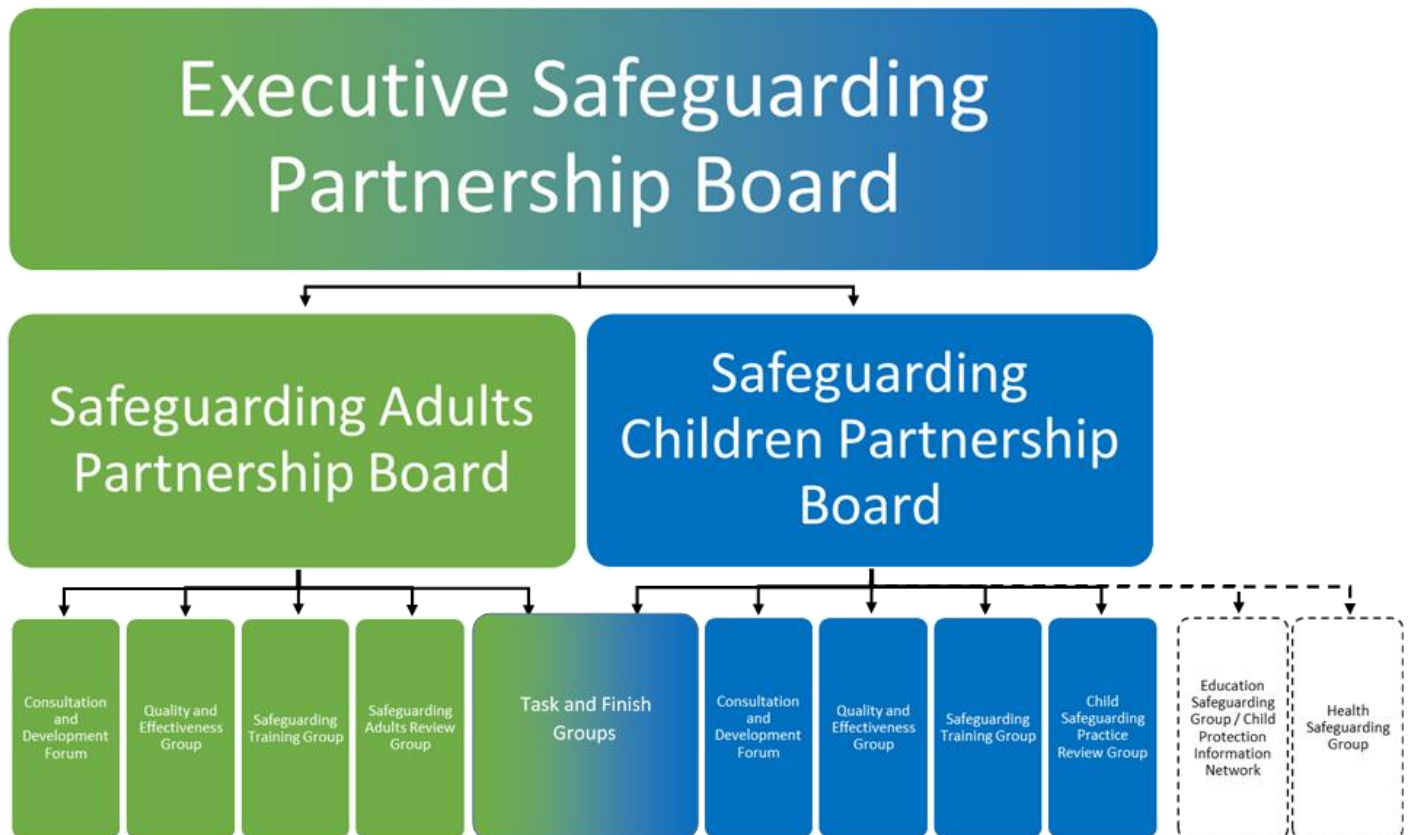 Executive Safeguarding
Partnership Board
Safeguarding Adults
Partnership Board
Safeguarding
Children Partnership
Board
Consultation
and
Development
Forum
Quality and
Effectiveness
Group
Safeguarding
Training Group
Safeguarding
Adults Review
Group
Task and Finish
Groups
Consultation
and
Development
Forum
Quality and
Effectiveness
Group
Safeguarding
Training Group
Child
Safeguarding
Practice
Review Group
Education
Safeguarding
Group / Child
Protection
Information
Network
Health
Safeguarding
Group